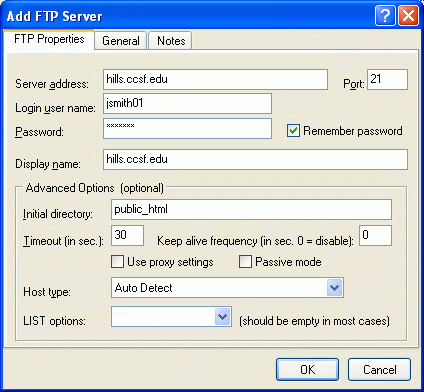 Add FTP Server
FTP Properties General Notes
Server address: hills.ccsf.edu Port: 21
Login user name: jsmith01
Password: ××××××× Remember password
Display name: hills.ccsf.edu
Advanced Options (optional)
Initial directory: public_html
Timeout (in sec.): 30 Keep alive frequency (in sec. 0 = disable): 0
Use proxy settings Passive mode
Host type: Auto Detect
LIST options: (should be empty in most cases)
OK Cancel